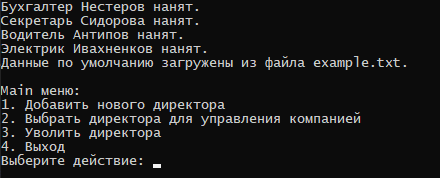 Бухгалтер Нестеров нанят.
Секретарь Сидорова нанят.
Водитель Антипов нанят.
Электрик Ивахненков нанят.
Данные по умолчанию загружены из файла example.txt.

Main меню:
1. Добавить нового директора
2. Выбрать директора для управления компанией
3. Уволить директора
4. Выход
Выберите действие: